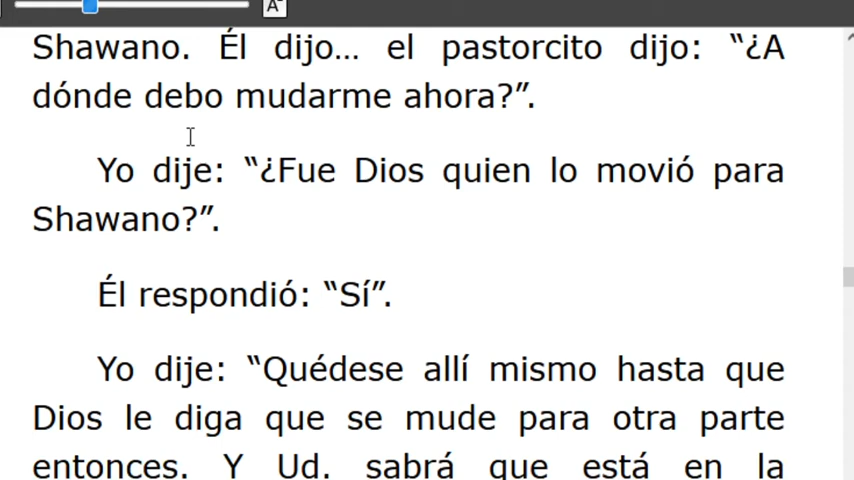 A
Shawano. Él dijo… el pastorcito dijo: “¿A
dónde debo mudarme ahora?”.
Yo dije: “¿Fue Dios quien lo movió para
Shawano?”.
Él respondió: “Sí”.
Yo dije: “Quédese allí mismo hasta que
Dios le diga que se mude para otra parte
entonces. Y Ud. sabrá que está en la